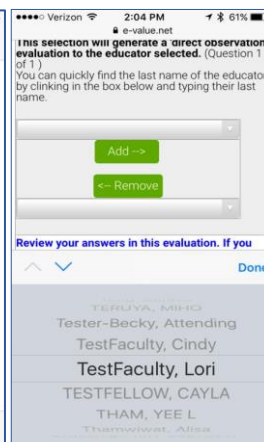 Verizon 2:04 PM 61%
e-value.net
This selection will generate a direct observation
evaluation to the educator selected. (Question 1
of 1 )
You can quickly find the last name of the educator
by clinking in the box below and typing their last
name.
Add -->
<-- Remove
Review your answers in this evaluation. If you
Done
TERUYA, MIHO
Tester-Becky, Attending
TestFaculty, Cindy
TestFaculty, Lori
TESTFELLOW, CAYLA
THAM, YEE L
Thamwiwat, Alisa